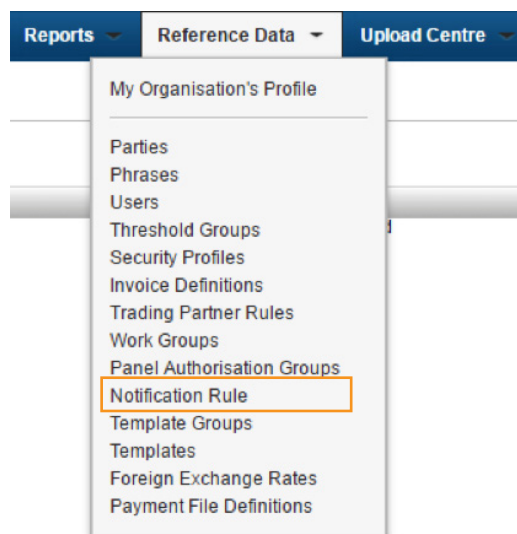 Reports Reference Data Upload Centre
My Organisation's Profile
Parties
Phrases
Users
Threshold Groups
Security Profiles
Invoice Definitions
Trading Partner Rules
Work Groups
Panel Authorisation Groups
Notification Rule
Template Groups
Templates
Foreign Exchange Rates
Payment File Definitions